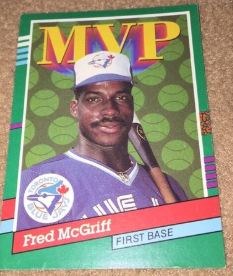 MVP
TORONTO
BLUE JAYS
Fred McGriff
FIRST BASE